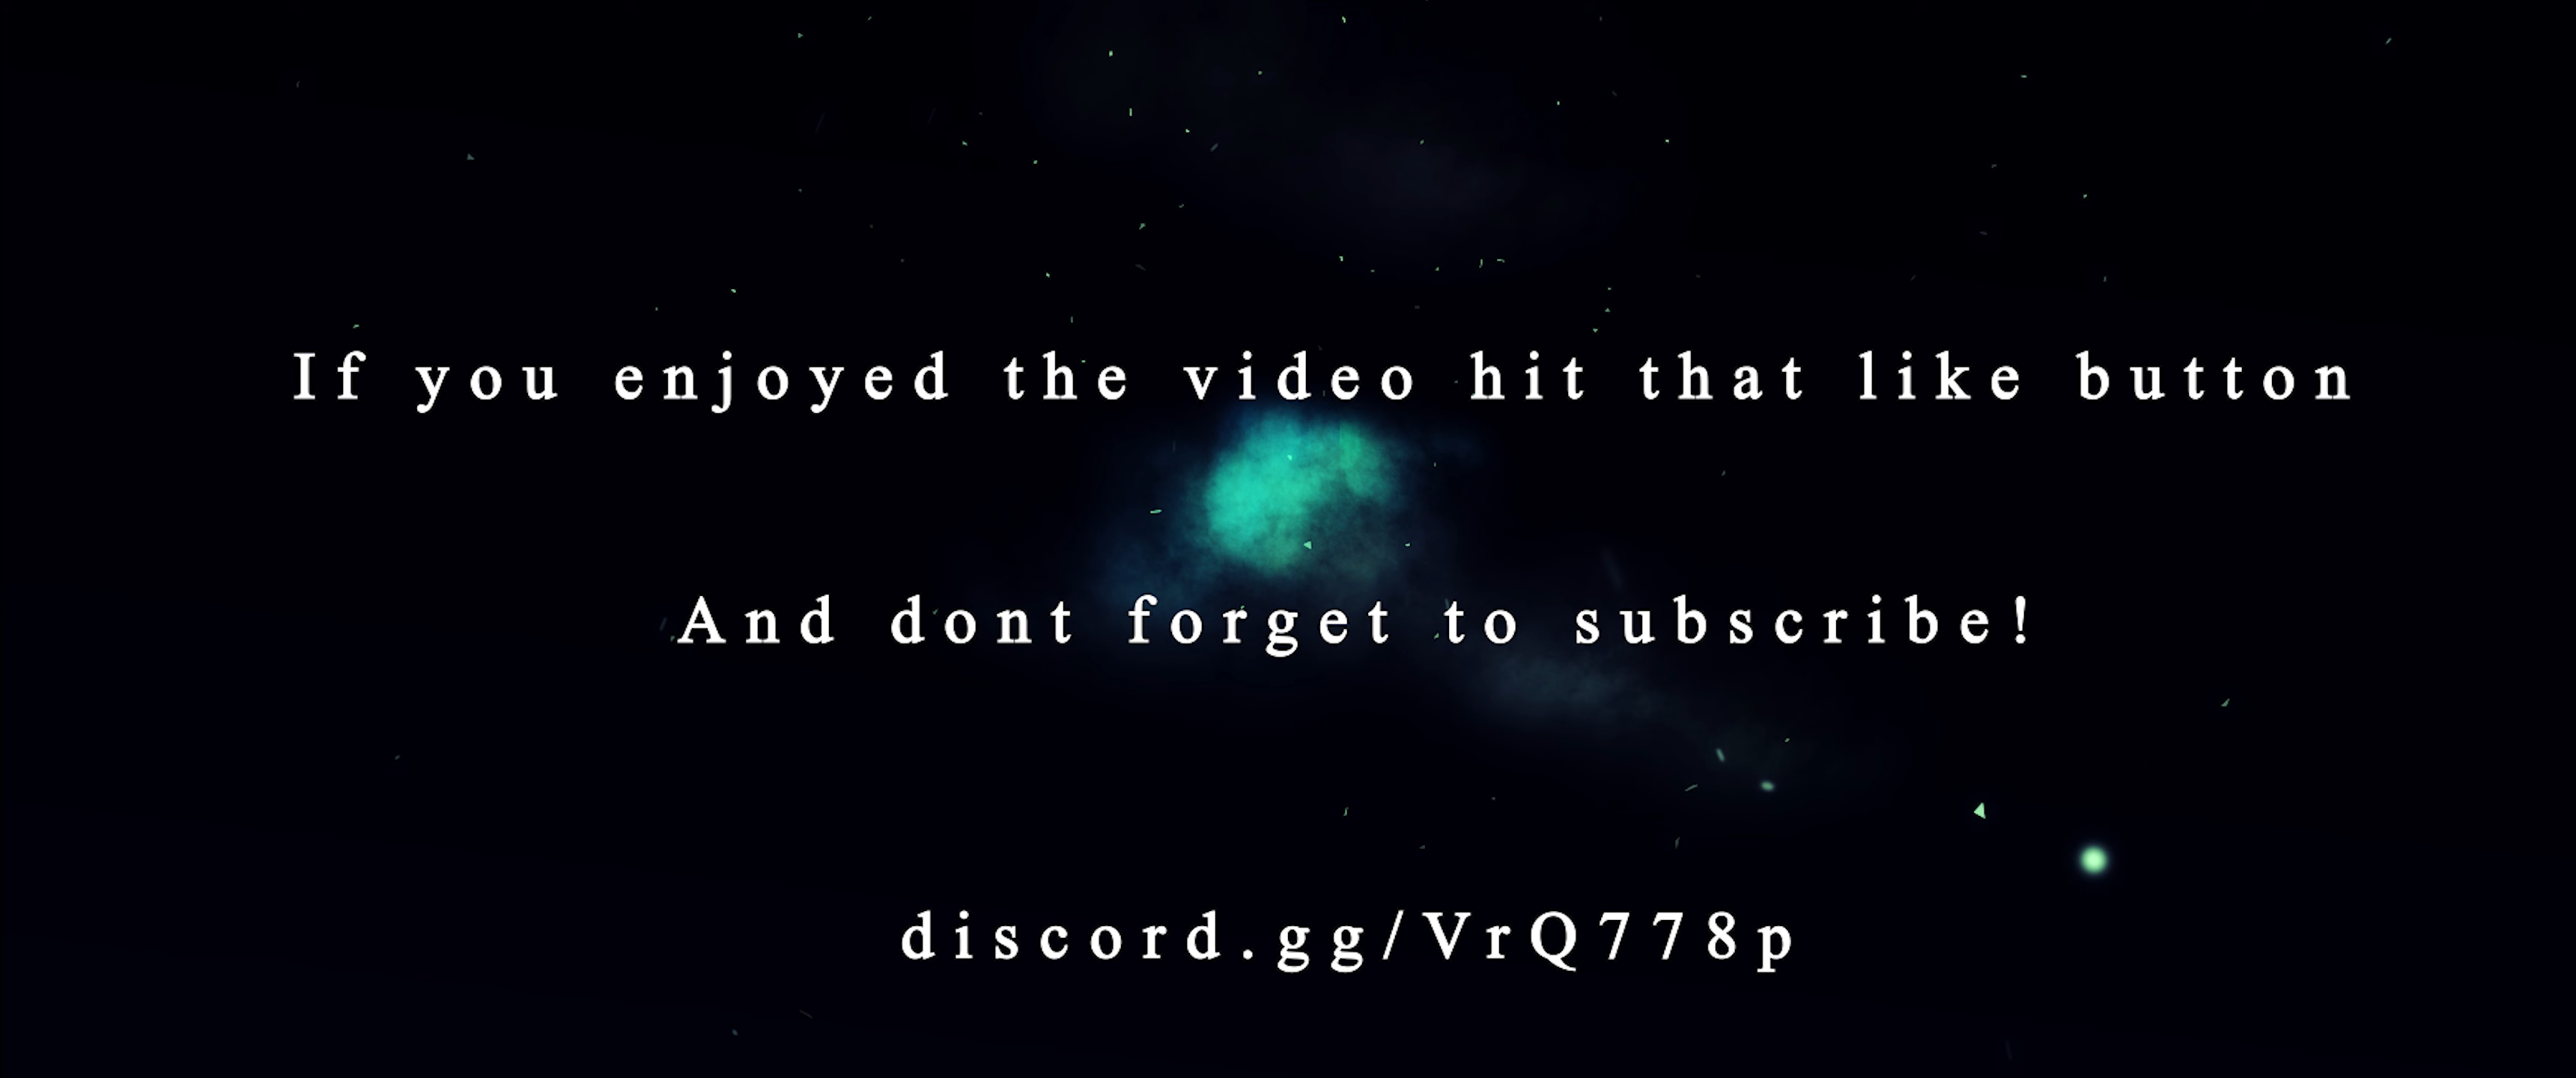 If you enjoyed the video hit that like button
And dont forget to subscribe!
discord.gg/VrQ778p